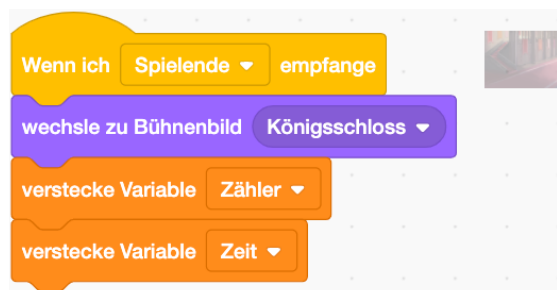 Wenn ich Spielende empfange
wechsle zu Bühnenbild Königsschloss
verstecke Variable Zähler
verstecke Variable Zeit